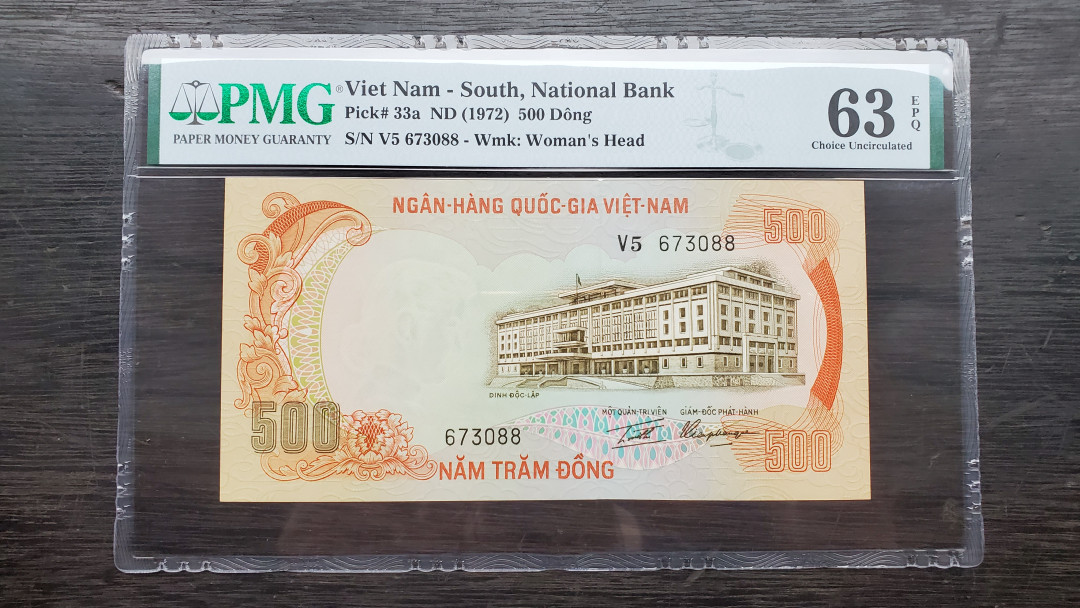 PMG®
PAPER MONEY GUARANTY
Viet Nam - South, National Bank
Pick# 33a ND (1972) 500 Dông
S/N V5 673088 - Wmk: Woman's Head
63
EPQ
Choice Uncirculated
NGÂN-HÀNG QUỐC-GIA VIỆT-NAM
500
V5 673088
DINH ĐỘC-LẬP
500
673088
MỘT QUẢN-TRỊ-VIÊN
GIÁM-ĐỐC PHÁT-HÀNH
500
NĂM TRĂM ĐỒNG